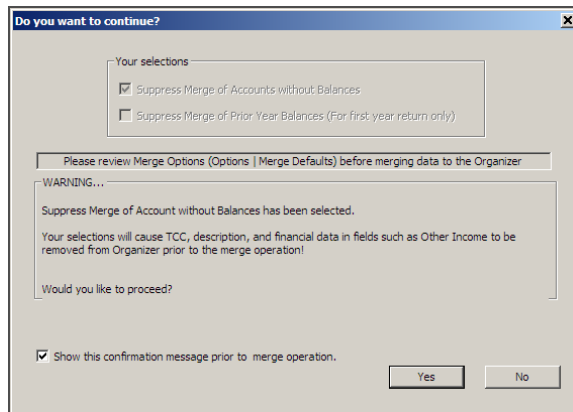 Do you want to continue?
Your selections
Suppress Merge of Accounts without Balances
Suppress Merge of Prior Year Balances (For first year return only)
Please review Merge Options (Options | Merge Defaults) before merging data to the Organizer
WARNING...
Suppress Merge of Account without Balances has been selected.
Your selections will cause TCC, description, and financial data in fields such as Other Income to be
removed from Organizer prior to the merge operation!
Would you like to proceed?
Show this confirmation message prior to merge operation.
Yes
No